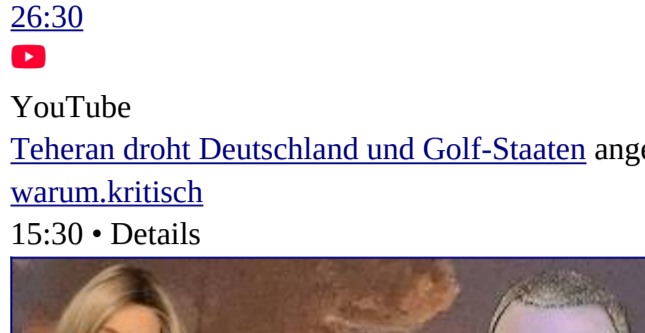 26:30
YouTube
Teheran droht Deutschland und Golf-Staaten
warum.kritisch
15:30 • Details